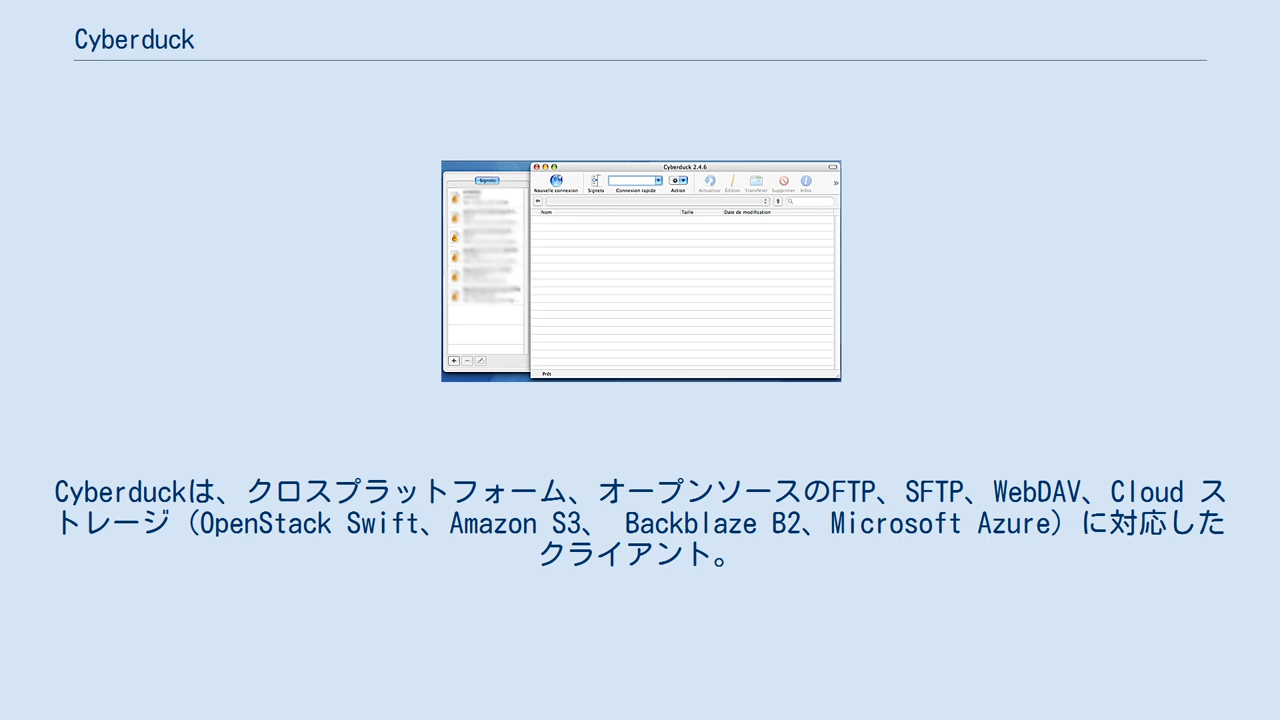 Cyberduck
Cyberduck 2.4.6
Signets
Nouvelle connexion Signets Connexion rapide Action Actualiser Édition Transférer Supprimer Infos
Nom Taille Date de modification
Prêt
Cyberduckは、クロスプラットフォーム、オープンソースのFTP、SFTP、WebDAV、Cloud ス
トレージ（OpenStack Swift、Amazon S3、 Backblaze B2、Microsoft Azure）に対応した
クライアント。